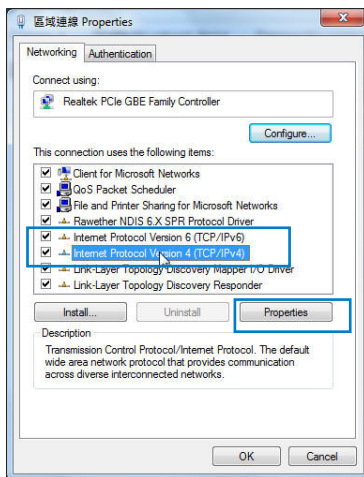 區域連線 Properties
Networking
Authentication
Connect using:
Realtek PCIe GBE Family Controller
Configure...
This connection uses the following items:
Client for Microsoft Networks
QoS Packet Scheduler
File and Printer Sharing for Microsoft Networks
Rawether NDIS 6.X SPR Protocol Driver
Internet Protocol Version 6 (TCP/IPv6)
Internet Protocol Version 4 (TCP/IPv4)
Link-Layer Topology Discovery Mapper I/O Driver
Link-Layer Topology Discovery Responder
Install...
Uninstall
Properties
Description
Transmission Control Protocol/Internet Protocol. The default
wide area network protocol that provides communication
across diverse interconnected networks.
OK
Cancel